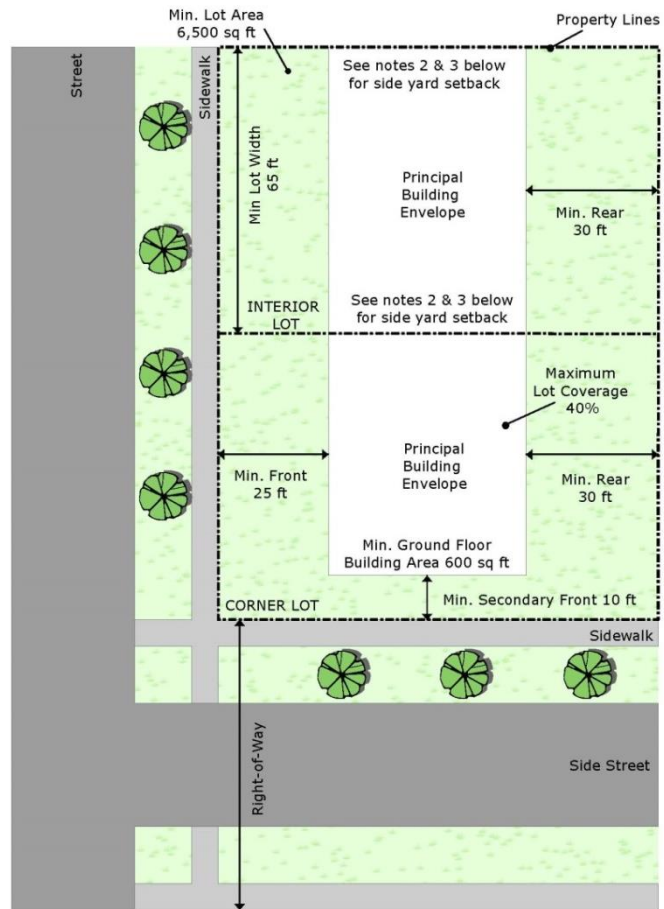 Min. Lot Area
6,500 sq ft
Property Lines
Street
Sidewalk
See notes 2 & 3 below
for side yard setback
Min Lot Width
65 ft
Principal
Building
Envelope
Min. Rear
30 ft
INTERIOR
LOT
See notes 2 & 3 below
for side yard setback
Maximum
Lot Coverage
40%
Min. Front
25 ft
Principal
Building
Envelope
Min. Rear
30 ft
Min. Ground Floor
Building Area 600 sq ft
Min. Secondary Front 10 ft
CORNER LOT
Sidewalk
Right-of-Way
Side Street